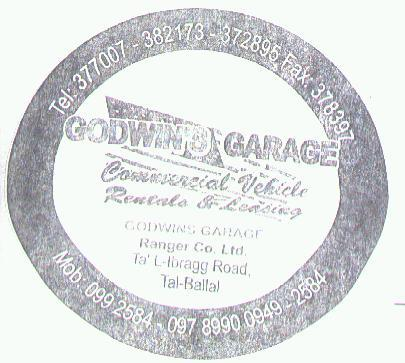 Tel: 377007 - 382173 - 372895 Fax: 378397
GODWIN'S GARAGE
Commercial Vehicle
Rentals & Leasing
GODWINS GARAGE
Ranger Co. Ltd.
Ta' L-Ibragg Road,
Tal-Ballal
Mob: 099 2584 - 097 8990 0949 - 2584